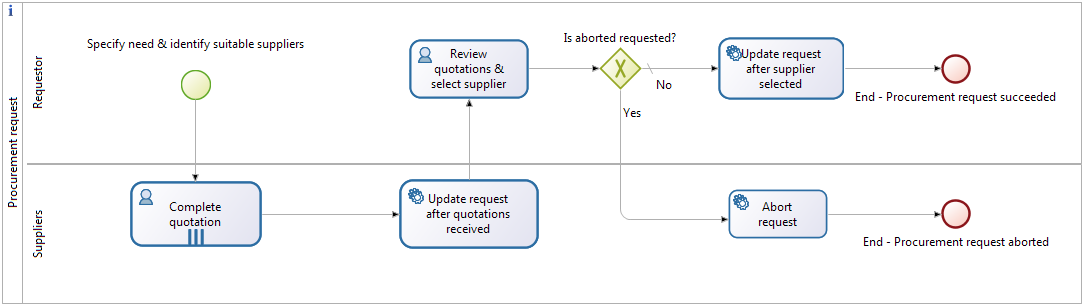 i
Procurement request
Requestor
Specify need & identify suitable suppliers
Review
quotations &
select supplier
Is aborted requested?
No
Yes
Update request
after supplier
selected
End - Procurement request succeeded
Suppliers
Complete
quotation
Update request
after quotations
received
Abort
request
End - Procurement request aborted